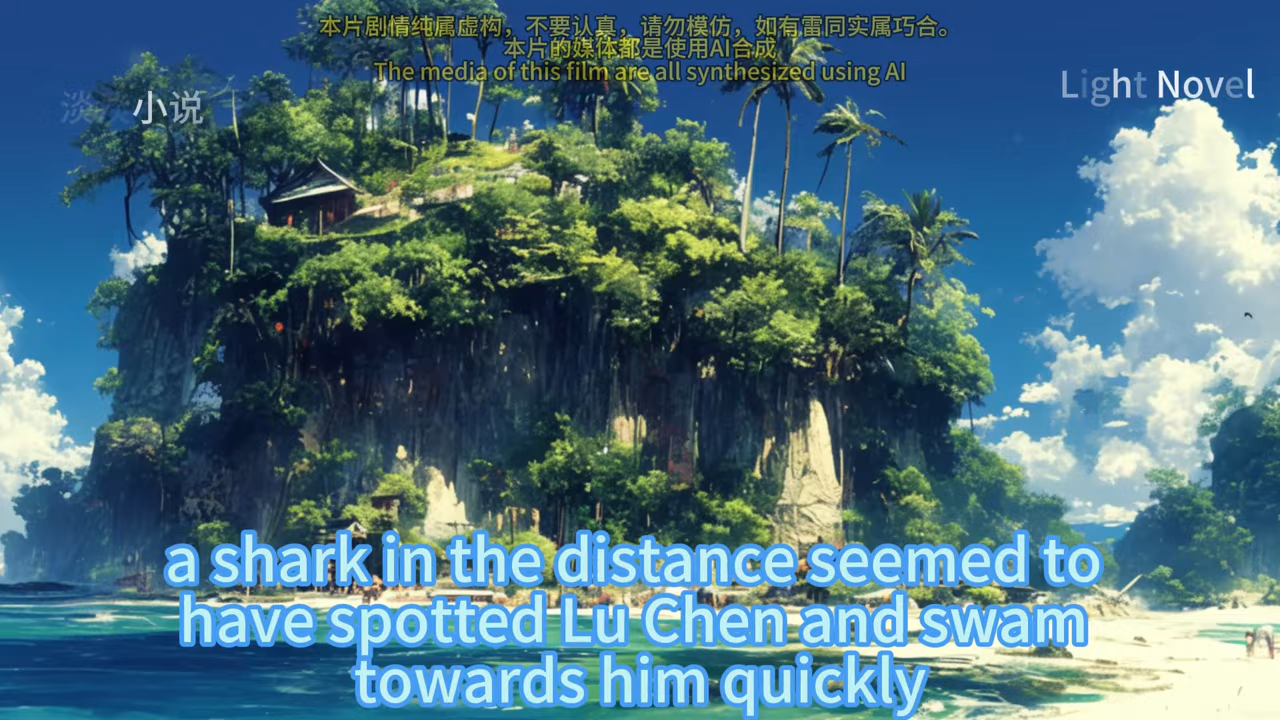 本片剧情纯属虚构，不要认真，请勿模仿，如有雷同实属巧合。
本片的媒体都是使用AI合成
The media of this film are all synthesized using AI
小说
Light Novel
a shark in the distance seemed to
have spotted Lu Chen and swam
towards him quickly